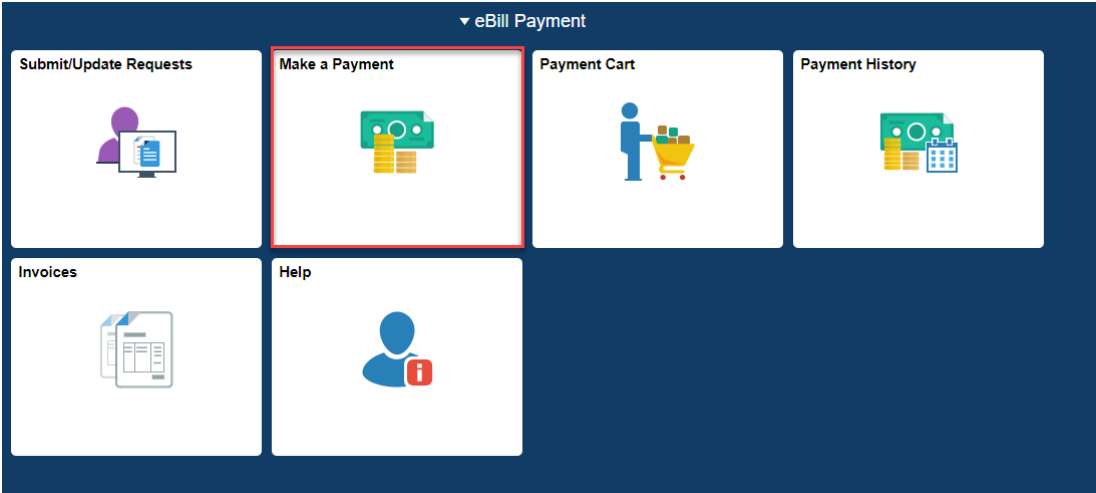 eBill Payment
Submit/Update Requests
Make a Payment
Payment Cart
Payment History
Invoices
Help